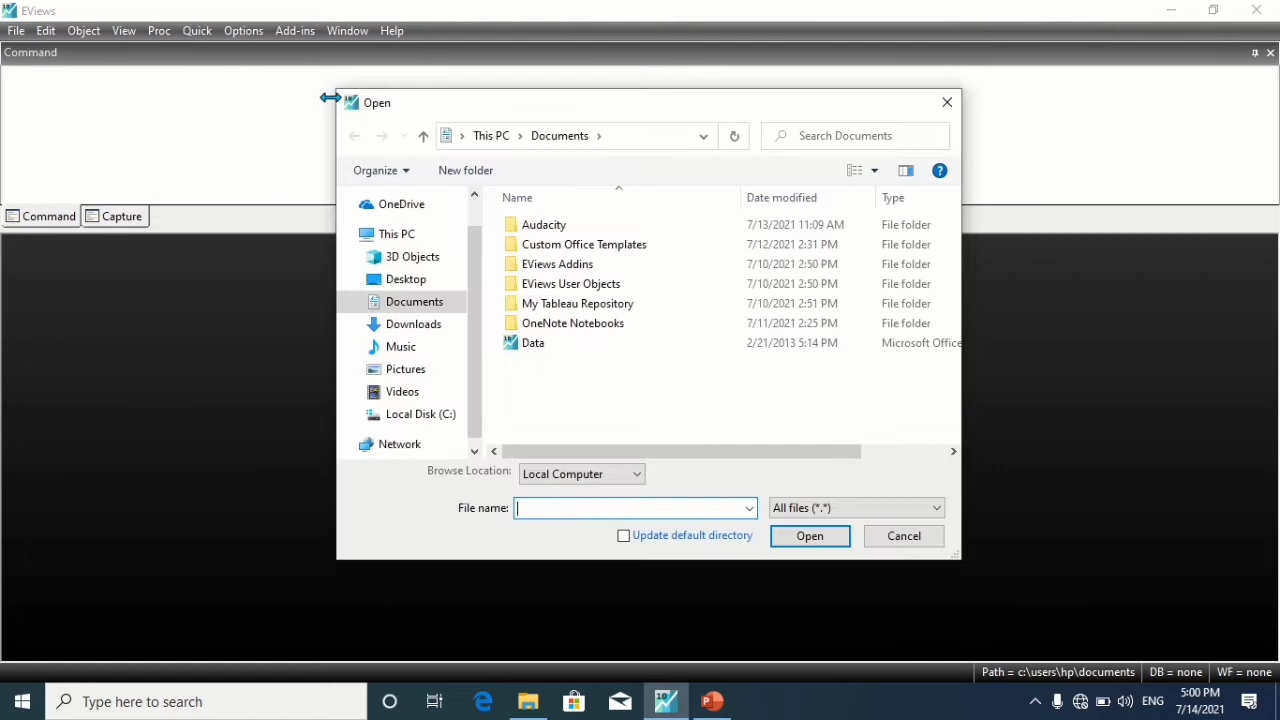 EViews
File Edit Object View Proc Quick Options Add-ins Window Help
Command
Open
This PC Documents
Search Documents
Organize New folder
Name Date modified Type
OneDrive
This PC
3D Objects
Desktop
Documents
Downloads
Music
Pictures
Videos
Local Disk (C:)
Network
Audacity 7/13/2021 11:09 AM File folder
Custom Office Templates 7/12/2021 2:31 PM File folder
EViews Addins 7/10/2021 2:50 PM File folder
EViews User Objects 7/10/2021 2:50 PM File folder
My Tableau Repository 7/10/2021 2:51 PM File folder
OneNote Notebooks 7/11/2021 2:25 PM File folder
Data 2/21/2013 5:14 PM Microsoft Office
Command Capture
Browse Location: Local Computer
File name: All files (*.*)
Update default directory Open Cancel
Path = c:\users\hp\documents DB = none WF = none
Type here to search
ENG
5:00 PM
7/14/2021